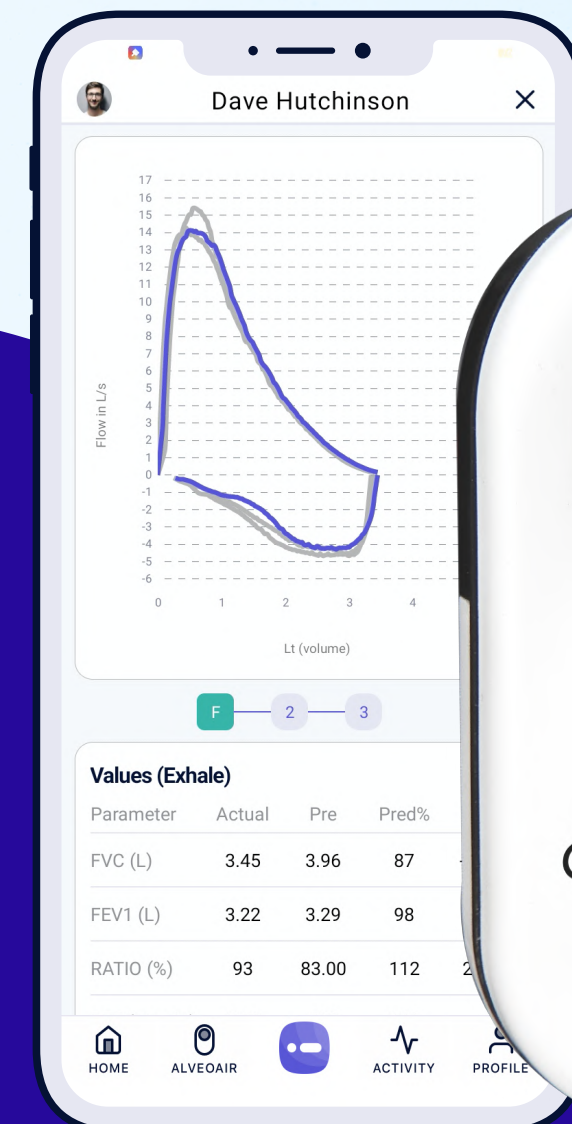 Dave Hutchinson
17
16
15
14
13
12
11
10
9
8
7
6
5
4
3
2
1
0
-1
-2
-3
-4
-5
-6
Flow in L/s
0 1 2 3 4
Lt (volume)
F 2 3
Values (Exhale)
Parameter Actual Pre Pred%
FVC (L) 3.45 3.96 87
FEV1 (L) 3.22 3.29 98
RATIO (%) 93 83.00 112 2
HOME ALVEOAIR ACTIVITY PROFILE